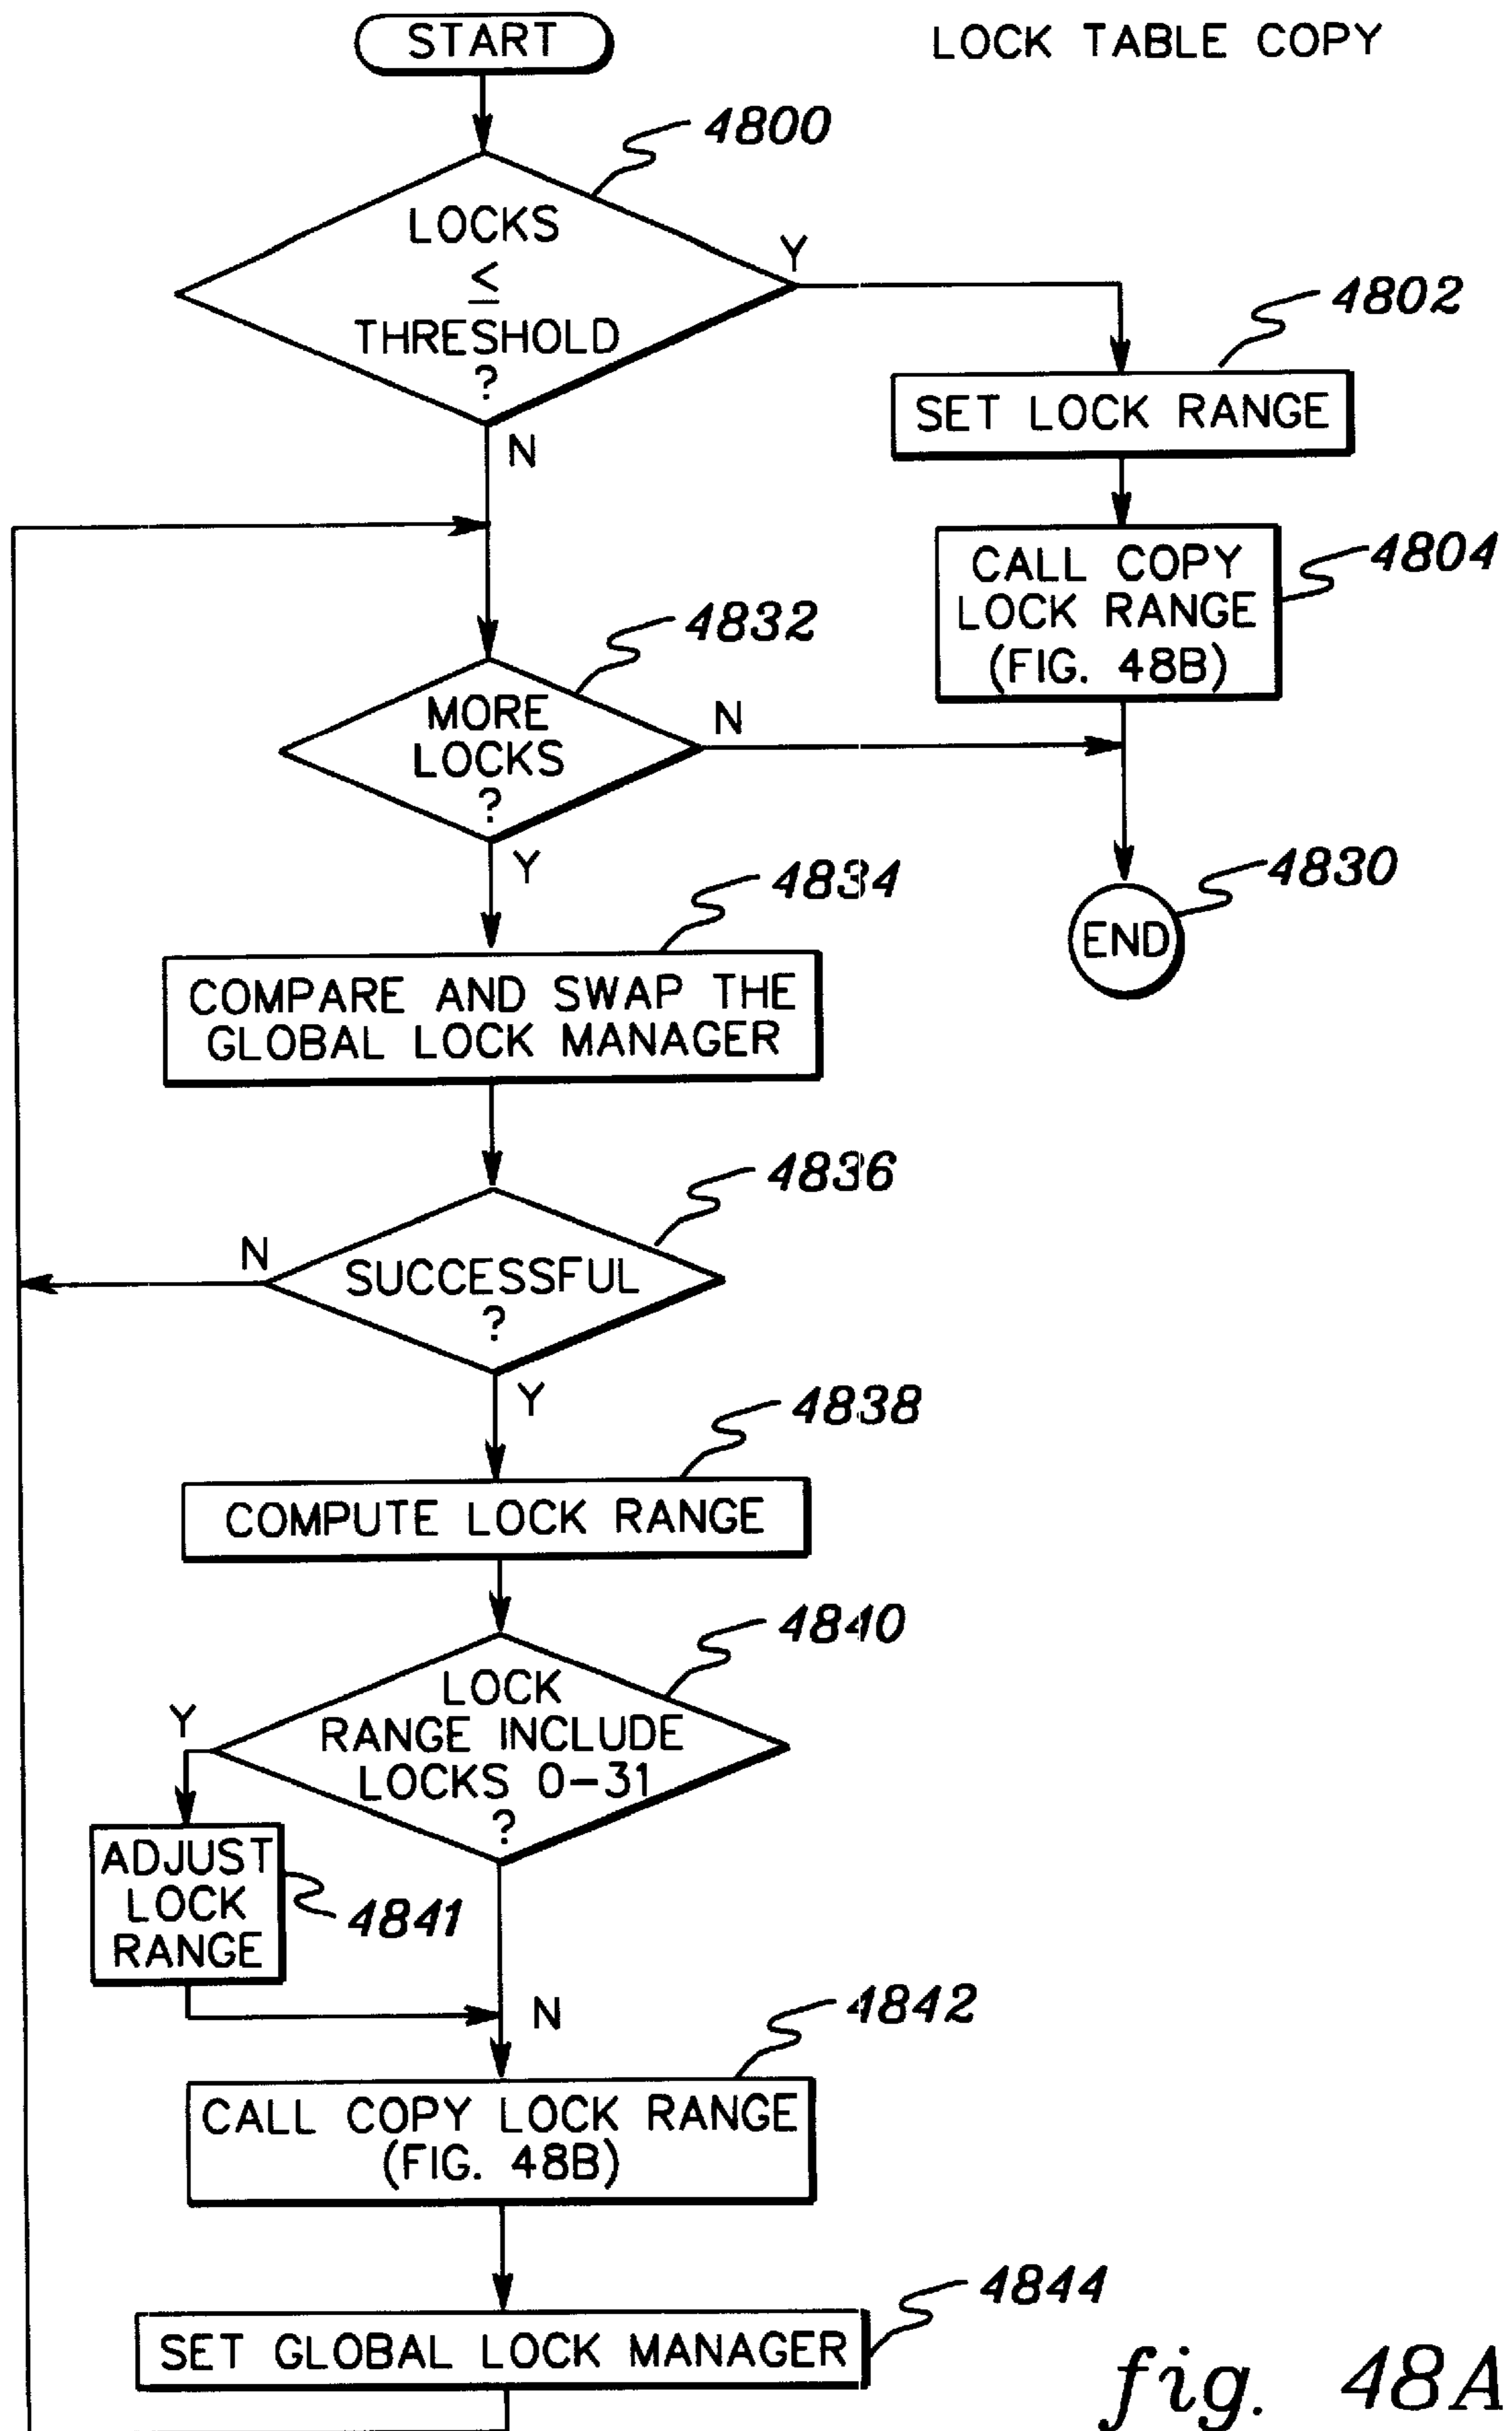 START
LOCK TABLE COPY
4800
LOCKS
≤
THRESHOLD
?
Y
N
4802
SET LOCK RANGE
CALL COPY
LOCK RANGE
(FIG. 48B)
4804
4832
MORE
LOCKS
?
N
Y
4830
END
4834
COMPARE AND SWAP THE
GLOBAL LOCK MANAGER
4836
N
SUCCESSFUL
?
Y
4838
COMPUTE LOCK RANGE
4840
LOCK
RANGE INCLUDE
LOCKS 0-31
?
Y
ADJUST
LOCK
RANGE
4841
N
4842
CALL COPY LOCK RANGE
(FIG. 48B)
4844
SET GLOBAL LOCK MANAGER
fig. 48A